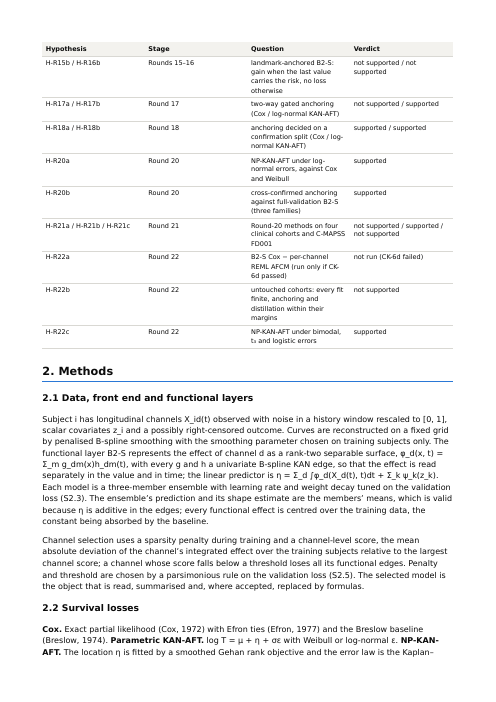 Hypothesis Stage Question Verdict
H-R15b / H-R16b Rounds 15–16 landmark-anchored B2-S: not supported / not
gain when the last value supported
carries the risk, no loss
otherwise
H-R17a / H-R17b Round 17 two-way gated anchoring not supported / supported
(Cox / log-normal KAN-AFT)
H-R18a / H-R18b Round 18 anchoring decided on a supported / supported
confirmation split (Cox / log-
normal KAN-AFT)
H-R20a Round 20 NP-KAN-AFT under log- supported
normal errors, against Cox
and Weibull
H-R20b Round 20 cross-confirmed anchoring supported
against full-validation B2-S
(three families)
H-R21a / H-R21b / H-R21c Round 21 Round-20 methods on four not supported / supported /
clinical cohorts and C-MAPSS not supported
FD001
H-R22a Round 22 B2-S Cox − per-channel not run (CK-6d failed)
REML AFCM (run only if CK-
6d passed)
H-R22b Round 22 untouched cohorts: every fit not supported
finite, anchoring and
distillation within their
margins
H-R22c Round 22 NP-KAN-AFT under bimodal, supported
t₃ and logistic errors
2. Methods
2.1 Data, front end and functional layers
Subject i has longitudinal channels X_id(t) observed with noise in a history window rescaled to [0, 1],
scalar covariates z_i and a possibly right-censored outcome. Curves are reconstructed on a fixed grid
by penalised B-spline smoothing with the smoothing parameter chosen on training subjects only. The
functional layer B2-S represents the effect of channel d as a rank-two separable surface, φ_d(x, t) =
Σ_m g_dm(x)h_dm(t), with every g and h a univariate B-spline KAN edge, so that the effect is read
separately in the value and in time; the linear predictor is η = Σ_d ∫φ_d(X_d(t), t)dt + Σ_k ψ_k(z_k).
Each model is a three-member ensemble with learning rate and weight decay tuned on the validation
loss (S2.3). The ensemble’s prediction and its shape estimate are the members’ means, which is valid
because η is additive in the edges; every functional effect is centred over the training data, the
constant being absorbed by the baseline.
Channel selection uses a sparsity penalty during training and a channel-level score, the mean
absolute deviation of the channel’s integrated effect over the training subjects relative to the largest
channel score; a channel whose score falls below a threshold loses all its functional edges. Penalty
and threshold are chosen by a parsimonious rule on the validation loss (S2.5). The selected model is
the object that is read, summarised and, where accepted, replaced by formulas.
2.2 Survival losses
Cox. Exact partial likelihood (Cox, 1972) with Efron ties (Efron, 1977) and the Breslow baseline
(Breslow, 1974). Parametric KAN-AFT. log T = μ + η + σε with Weibull or log-normal ε. NP-KAN-
AFT. The location η is fitted by a smoothed Gehan rank objective and the error law is the Kaplan–